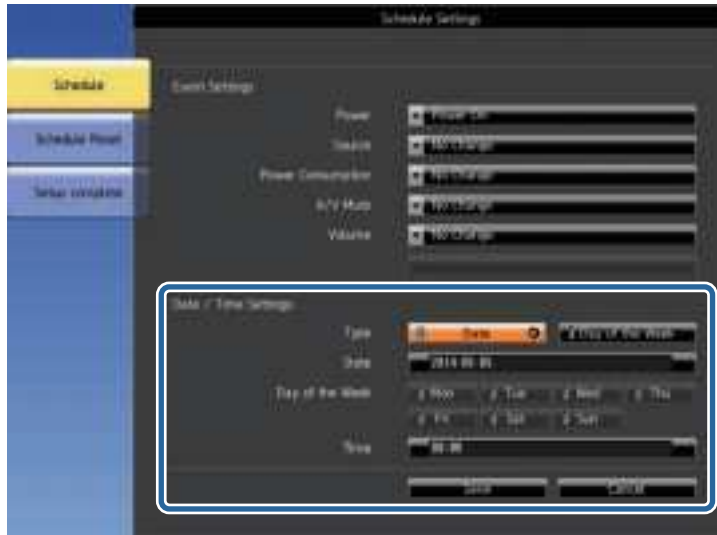 Schedule Settings
Schedule
Schedule Reset
Setup complete
Event Settings
Power
Power On
Source
No Change
Power Consumption
No Change
A/V Mute
No Change
Volume
No Change
Date / Time Settings
Type
Date
Day of the Week
Date
Day of the Week
Mon Tue Wed Thu
Fri Sat Sun
Time
Save Cancel